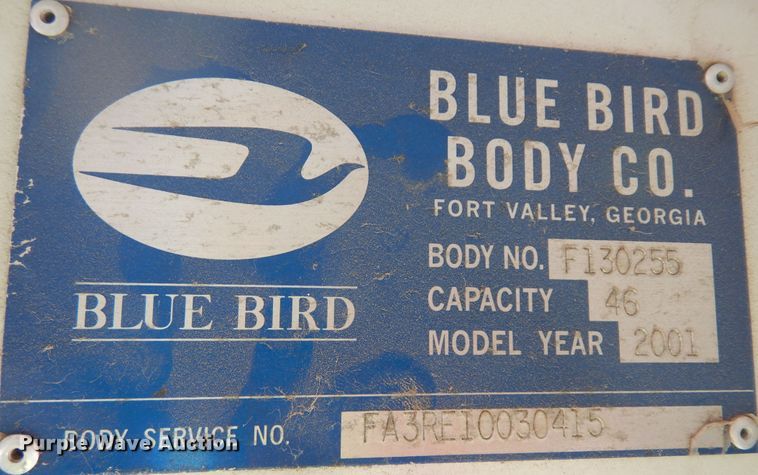 BLUE BIRD
BODY CO.
FORT VALLEY, GEORGIA
BODY NO. F130255
CAPACITY 46
MODEL YEAR 2001
BLUE BIRD
BODY SERVICE NO. FA3RE10030415
Purple Wave Auction